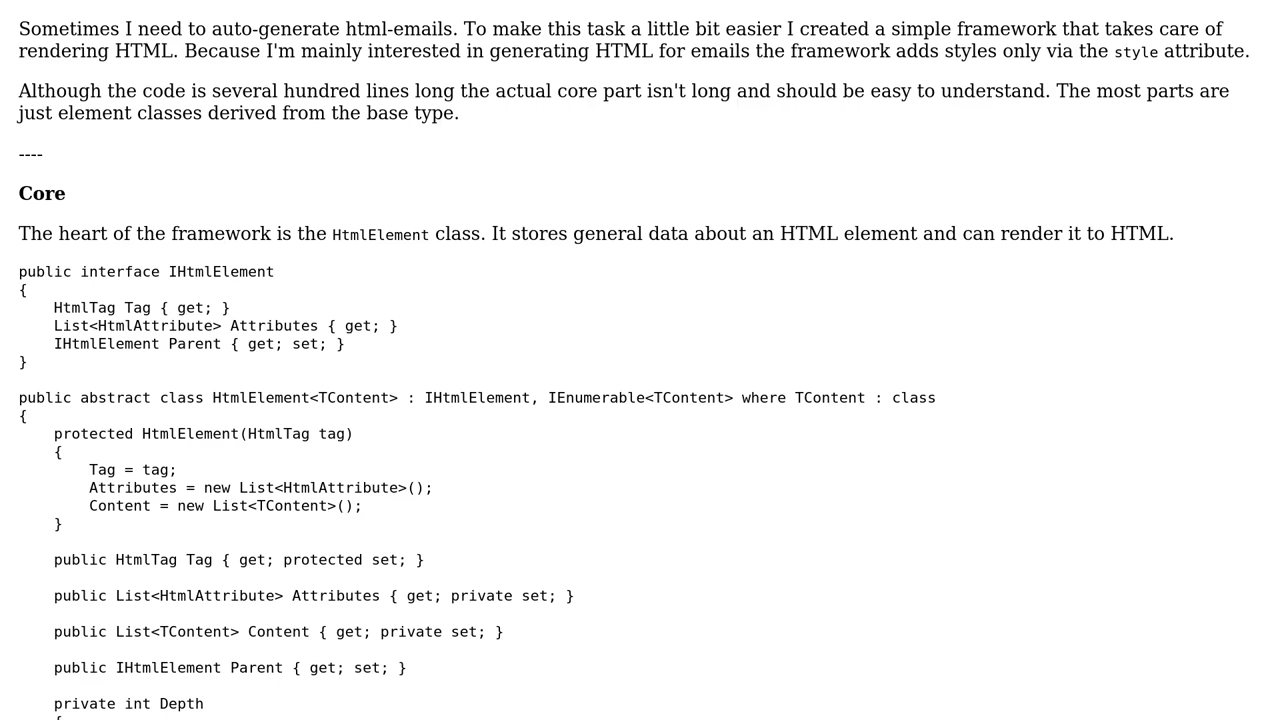 Sometimes I need to auto-generate html-emails. To make this task a little bit easier I created a simple framework that takes care of
rendering HTML. Because I'm mainly interested in generating HTML for emails the framework adds styles only via the style attribute.
Although the code is several hundred lines long the actual core part isn't long and should be easy to understand. The most parts are
just element classes derived from the base type.
----
Core
The heart of the framework is the HtmlElement class. It stores general data about an HTML element and can render it to HTML.
public interface IHtmlElement
{
    HtmlTag Tag { get; }
    List<HtmlAttribute> Attributes { get; }
    IHtmlElement Parent { get; set; }
}
public abstract class HtmlElement<TContent> : IHtmlElement, IEnumerable<TContent> where TContent : class
{
    protected HtmlElement(HtmlTag tag)
    {
        Tag = tag;
        Attributes = new List<HtmlAttribute>();
        Content = new List<TContent>();
    }
    public HtmlTag Tag { get; protected set; }
    public List<HtmlAttribute> Attributes { get; private set; }
    public List<TContent> Content { get; private set; }
    public IHtmlElement Parent { get; set; }
    private int Depth
    {